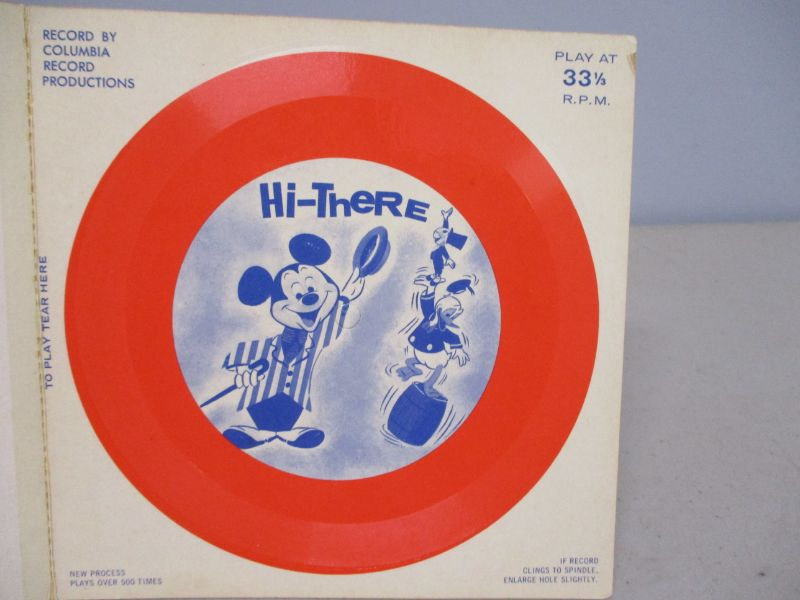 RECORD BY
COLUMBIA
RECORD
PRODUCTIONS
PLAY AT
33⅓
R.P.M.
Hi-THeRE
TO PLAY TEAR HERE
NEW PROCESS
PLAYS OVER 500 TIMES
IF RECORD
CLINGS TO SPINDLE,
ENLARGE HOLE SLIGHTLY.